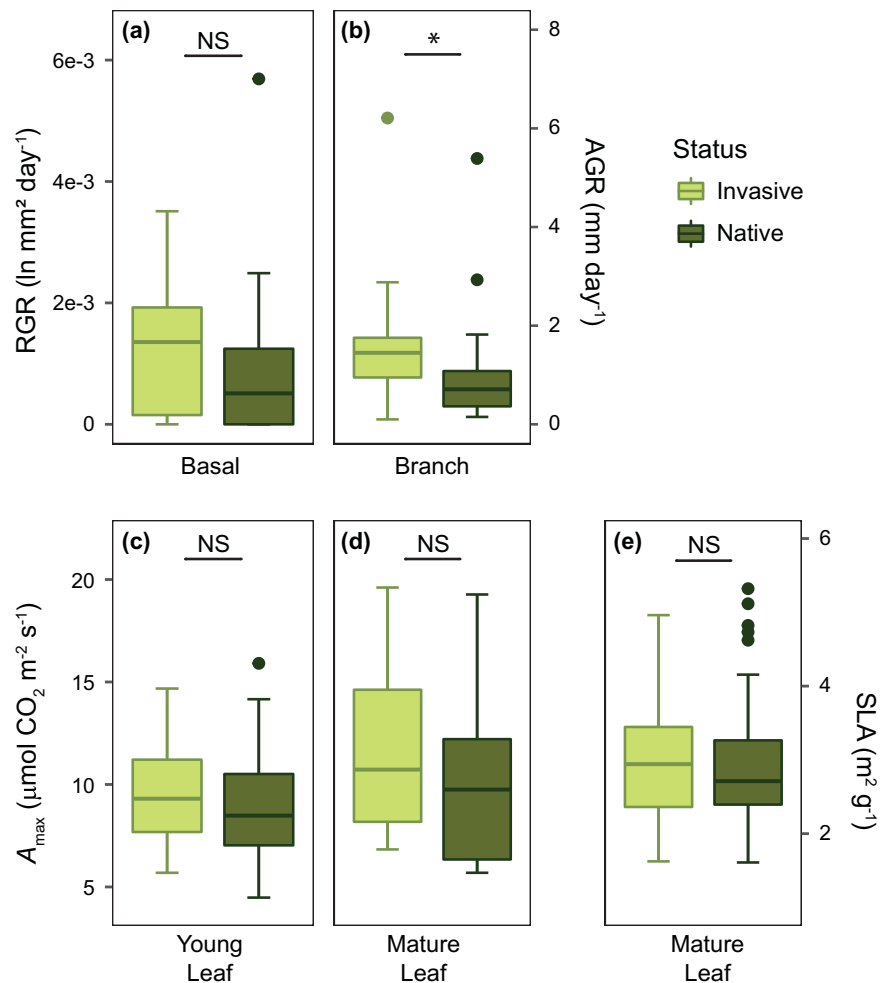 (a)
NS
6e-3
4e-3
2e-3
0
RGR (ln mm² day⁻¹)
Basal
(b)
*
8
6
4
2
0
AGR (mm day⁻¹)
Branch
Status
Invasive
Native
(c)
NS
20
15
10
5
Amax (μmol CO₂ m⁻² s⁻¹)
Young
Leaf
(d)
NS
Mature
Leaf
(e)
NS
6
4
2
SLA (m² g⁻¹)
Mature
Leaf